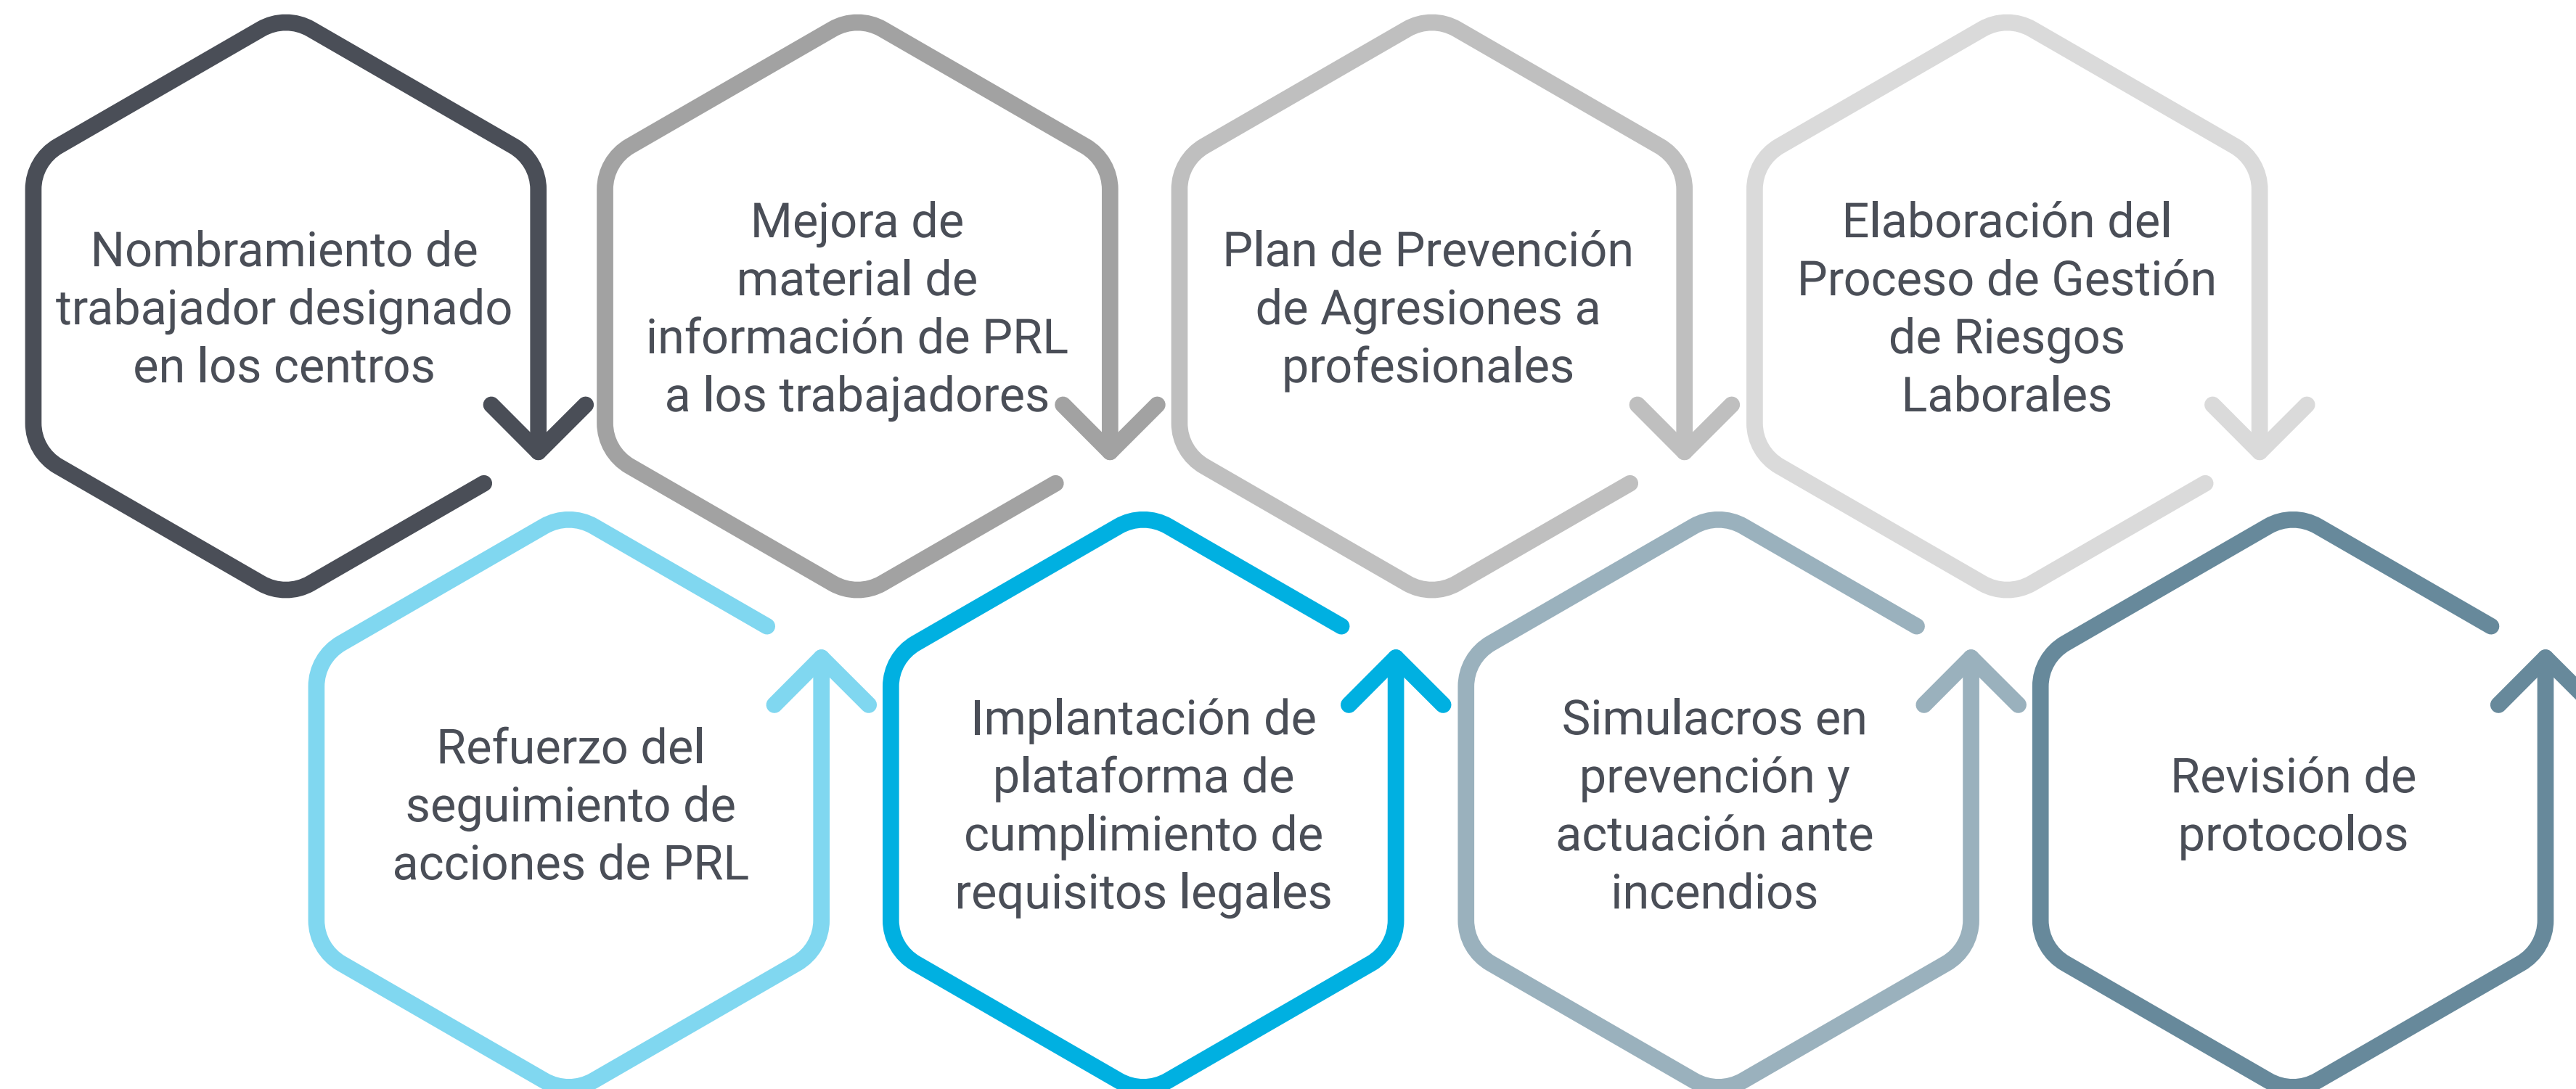 Nombramiento de
trabajador designado
en los centros
Mejora de
material de
información de PRL
a los trabajadores
Plan de Prevención
de Agresiones a
profesionales
Elaboración del
Proceso de Gestión
de Riesgos
Laborales
Refuerzo del
seguimiento de
acciones de PRL
Implantación de
plataforma de
cumplimiento de
requisitos legales
Simulacros en
prevención y
actuación ante
incendios
Revisión de
protocolos